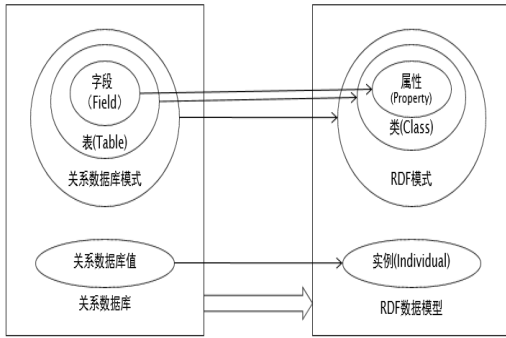 字段
(Field)
表(Table)
关系数据库模式
关系数据库值
关系数据库
属性
(Property)
类(Class)
RDF模式
实例(Individual)
RDF数据模型